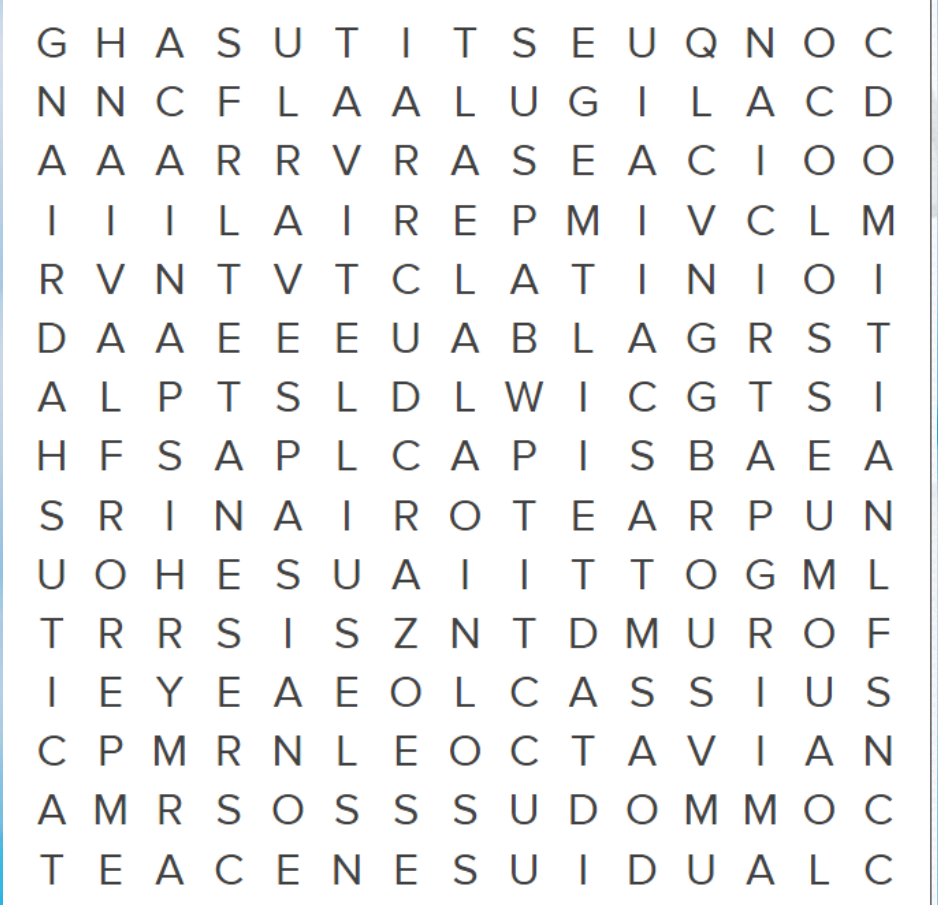 G H A S U T I T S E U Q N O C
N N C F L A A L U G I L A C D
A A A R R V R A S E A C I O O
I I I L A I R E P M I V C L M
R V N T V T C L A T I N I O I
D A A E E E U A B L A G R S T
A L P T S L D L W I C G T S I
H F S A P L C A P I S B A E A
S R I N A I R O T E A R P U N
U O H E S U A I I T T O G M L
T R R S I S Z N T D M U R O F
I E Y E A E O L C A S S I U S
C P M R N L E O C T A V I A N
A M R S O S S S U D O M M O C
T E A C E N E S U I D U A L C